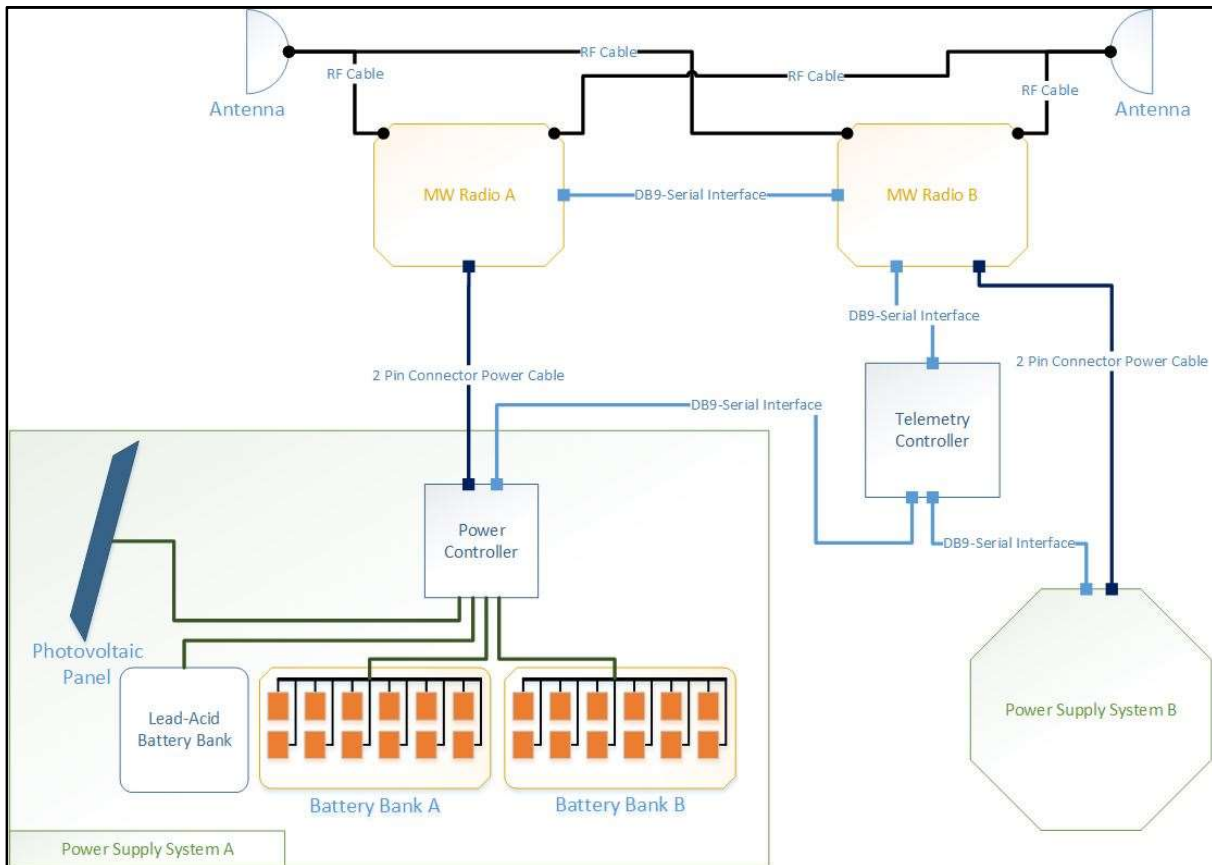 RF Cable
RF Cable
RF Cable
RF Cable
Antenna
Antenna
MW Radio A
DB9-Serial Interface
MW Radio B
DB9-Serial Interface
2 Pin Connector Power Cable
2 Pin Connector Power Cable
DB9-Serial Interface
Telemetry
Controller
Power
Controller
DB9-Serial Interface
Photovoltaic
Panel
Lead-Acid
Battery Bank
Power Supply System B
Battery Bank A
Battery Bank B
Power Supply System A